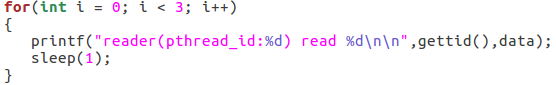 for(int i = 0; i < 3; i++)
{
printf("reader(pthread_id:%d) read %d\n\n",gettid(),data);
sleep(1);
}